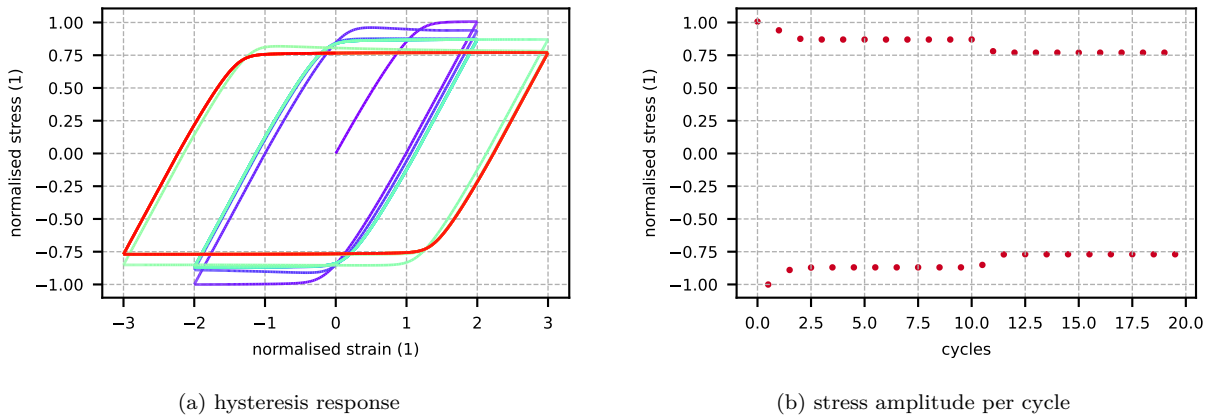 1.00
0.75
0.50
0.25
0.00
−0.25
−0.50
−0.75
−1.00
normalised stress (1)
−3 −2 −1 0 1 2 3
normalised strain (1)
(a) hysteresis response
1.00
0.75
0.50
0.25
0.00
−0.25
−0.50
−0.75
−1.00
normalised stress (1)
0.0 2.5 5.0 7.5 10.0 12.5 15.0 17.5 20.0
cycles
(b) stress amplitude per cycle